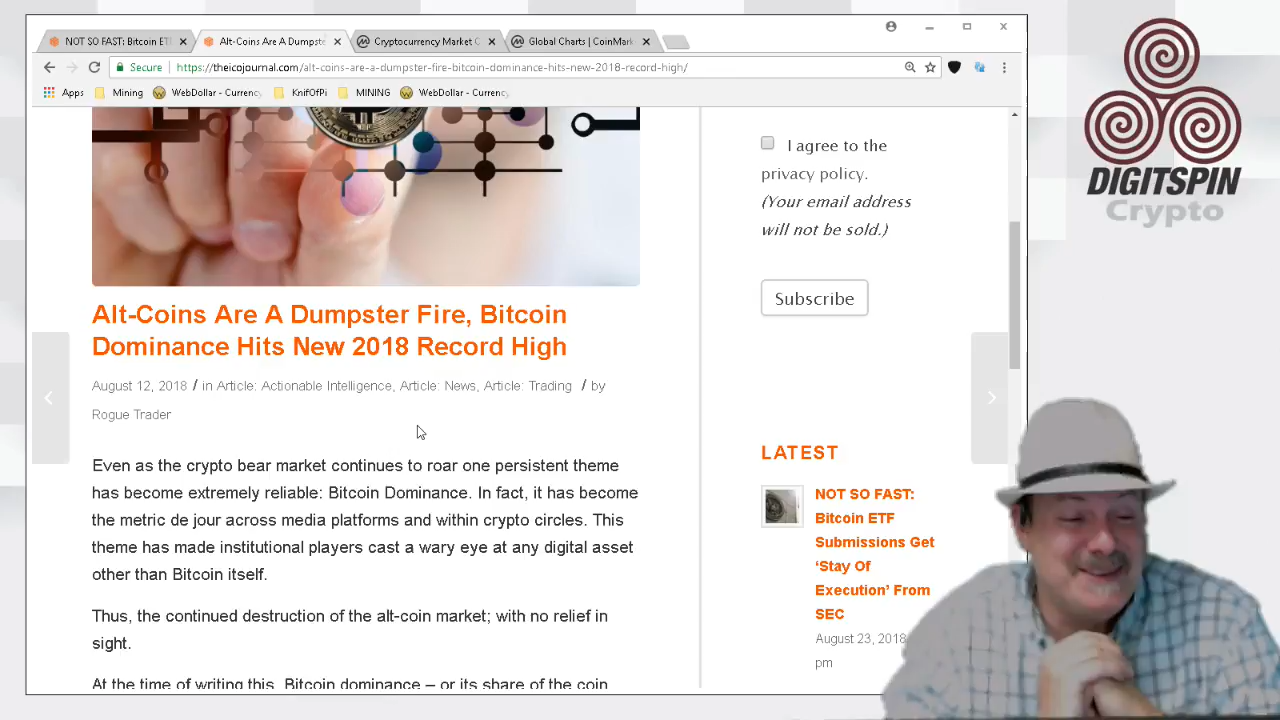 NOT SO FAST: Bitcoin ET
Alt-Coins Are A Dumpste
Cryptocurrency Market C
Global Charts | CoinMark
Secure
https://theicojournal.com/alt-coins-are-a-dumpster-fire-bitcoin-dominance-hits-new-2018-record-high/
Apps
Mining
WebDollar - Currenc
KnifOfPi
MINING
WebDollar - Currenc
I agree to the
privacy policy.
(Your email address
will not be sold.)
Subscribe
Alt-Coins Are A Dumpster Fire, Bitcoin
Dominance Hits New 2018 Record High
August 12, 2018 / in Article: Actionable Intelligence, Article: News, Article: Trading / by
Rogue Trader
Even as the crypto bear market continues to roar one persistent theme
has become extremely reliable: Bitcoin Dominance. In fact, it has become
the metric de jour across media platforms and within crypto circles. This
theme has made institutional players cast a wary eye at any digital asset
other than Bitcoin itself.
Thus, the continued destruction of the alt-coin market; with no relief in
sight.
At the time of writing this, Bitcoin dominance – or its share of the coin
LATEST
NOT SO FAST:
Bitcoin ETF
Submissions Get
‘Stay Of
Execution’ From
SEC
August 23, 2018
pm
DIGITSPIN
Crypto